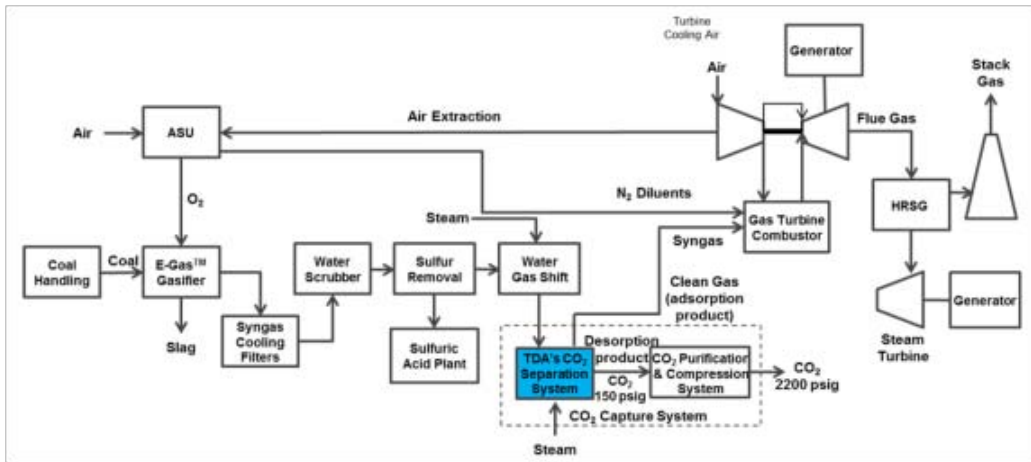 Turbine
Cooling Air
Generator
Stack
Gas
Air
Air Extraction
Flue Gas
Air
ASU
O₂
N₂ Diluents
HRSG
Steam
Gas Turbine
Combustor
Syngas
Coal
Handling
Coal
E-Gas™
Gasifier
Water
Scrubber
Sulfur
Removal
Water
Gas Shift
Clean Gas
(adsorption
product)
Generator
Slag
Syngas
Cooling
Filters
Sulfuric
Acid Plant
Steam
Turbine
TDA's CO₂
Separation
System
Desorption
product
CO₂
150 psig
CO₂ Purification
& Compression
System
CO₂
2200 psig
CO₂ Capture System
Steam